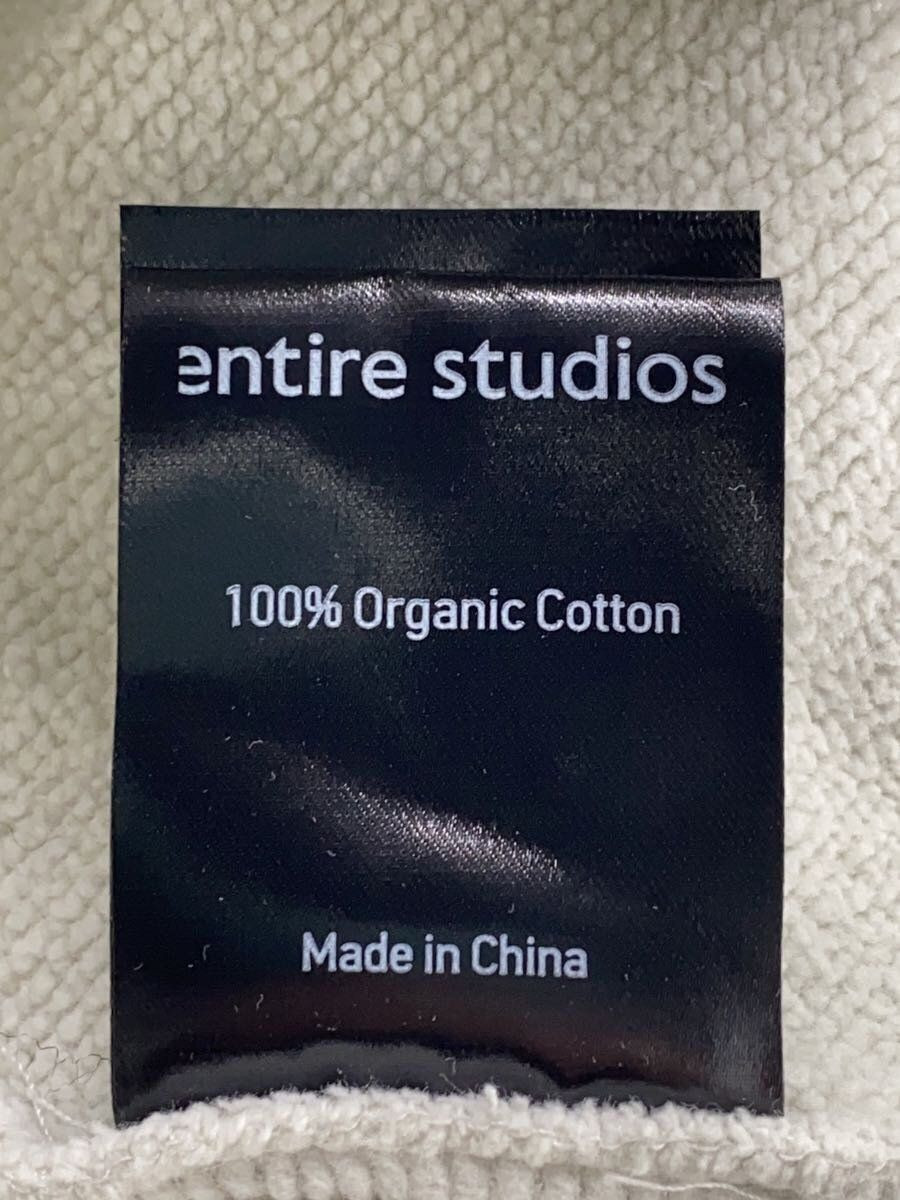 entire studios
100% Organic Cotton
Made in China